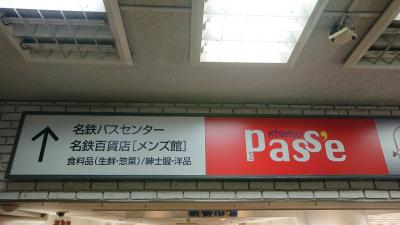 名鉄バスセンター
名鉄百貨店[メンズ館]
食料品(生鮮・惣菜)/紳士服・洋品
Kintetsu
pass'e